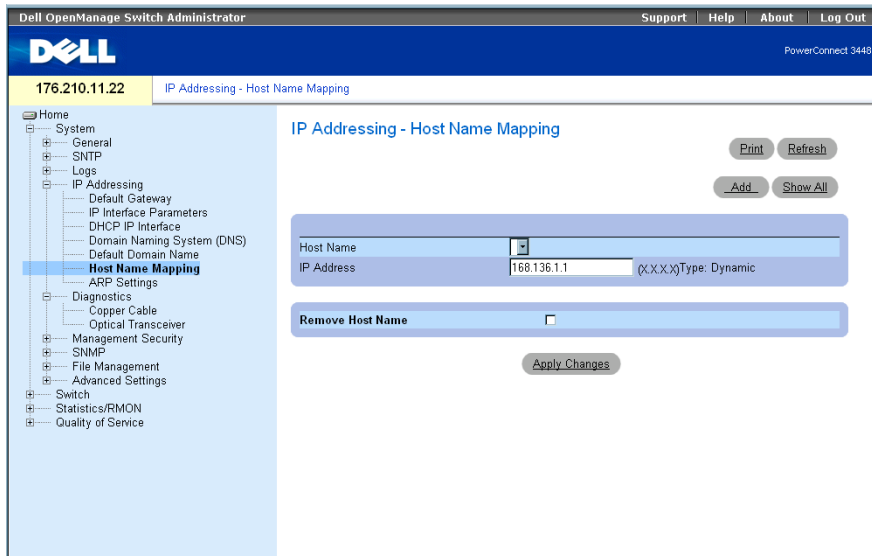 Dell OpenManage Switch Administrator
Support | Help | About | Log Out
DELL
PowerConnect 3448
176.210.11.22
IP Addressing - Host Name Mapping
Home
System
General
SNTP
Logs
IP Addressing
Default Gateway
IP Interface Parameters
DHCP IP Interface
Domain Naming System (DNS)
Default Domain Name
Host Name Mapping
ARP Settings
Diagnostics
Copper Cable
Optical Transceiver
Management Security
SNMP
File Management
Advanced Settings
Switch
Statistics/RMON
Quality of Service
IP Addressing - Host Name Mapping
Print Refresh
Add Show All
Host Name
IP Address 168.136.1.1 (X.X.X.X)Type: Dynamic
Remove Host Name
Apply Changes